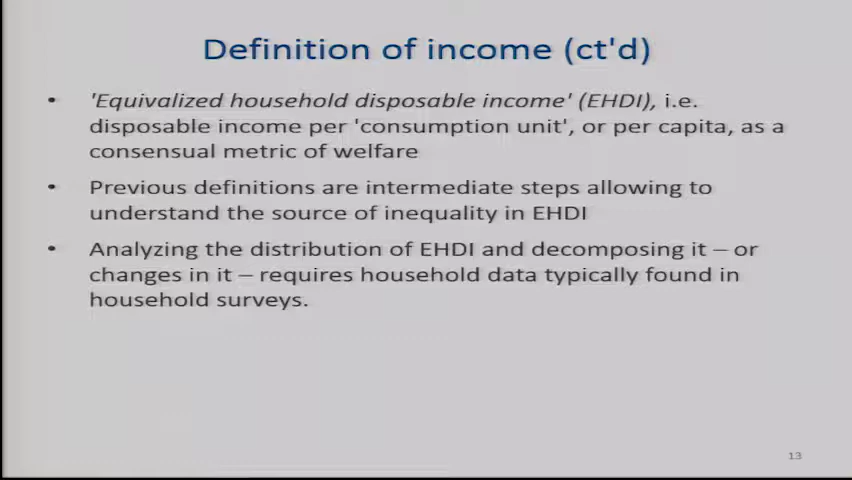 Definition of income (ct'd)
• 'Equivalized household disposable income' (EHDI), i.e.
disposable income per 'consumption unit', or per capita, as a
consensual metric of welfare
• Previous definitions are intermediate steps allowing to
understand the source of inequality in EHDI
• Analyzing the distribution of EHDI and decomposing it – or
changes in it – requires household data typically found in
household surveys.
13